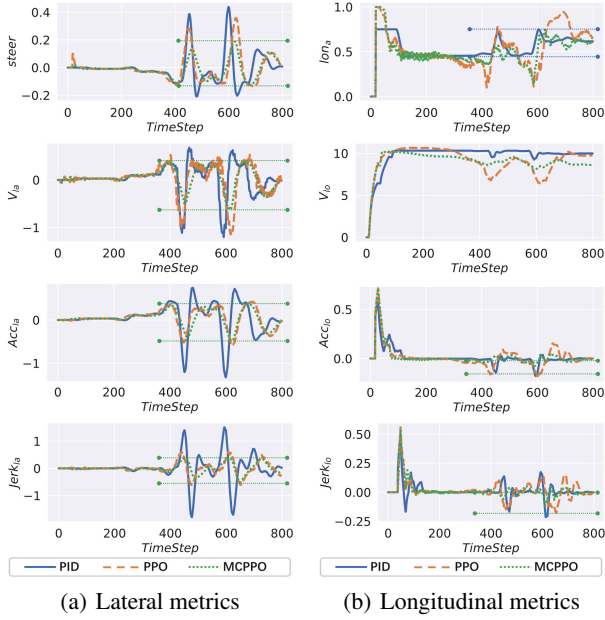 0.4
0.2
0.0
−0.2
steer
0 200 400 600 800
TimeStep
1.0
0.5
0.0
lon_a
0 200 400 600 800
TimeStep
0
−1
V_la
0 200 400 600 800
TimeStep
10
5
0
V_lo
0 200 400 600 800
TimeStep
0
−1
Acc_la
0 200 400 600 800
TimeStep
0.5
0.0
Acc_lo
0 200 400 600 800
TimeStep
1
0
−1
Jerk_la
0 200 400 600 800
TimeStep
0.50
0.25
0.00
−0.25
Jerk_lo
0 200 400 600 800
TimeStep
PID PPO MCPPO
PID PPO MCPPO
(a) Lateral metrics
(b) Longitudinal metrics